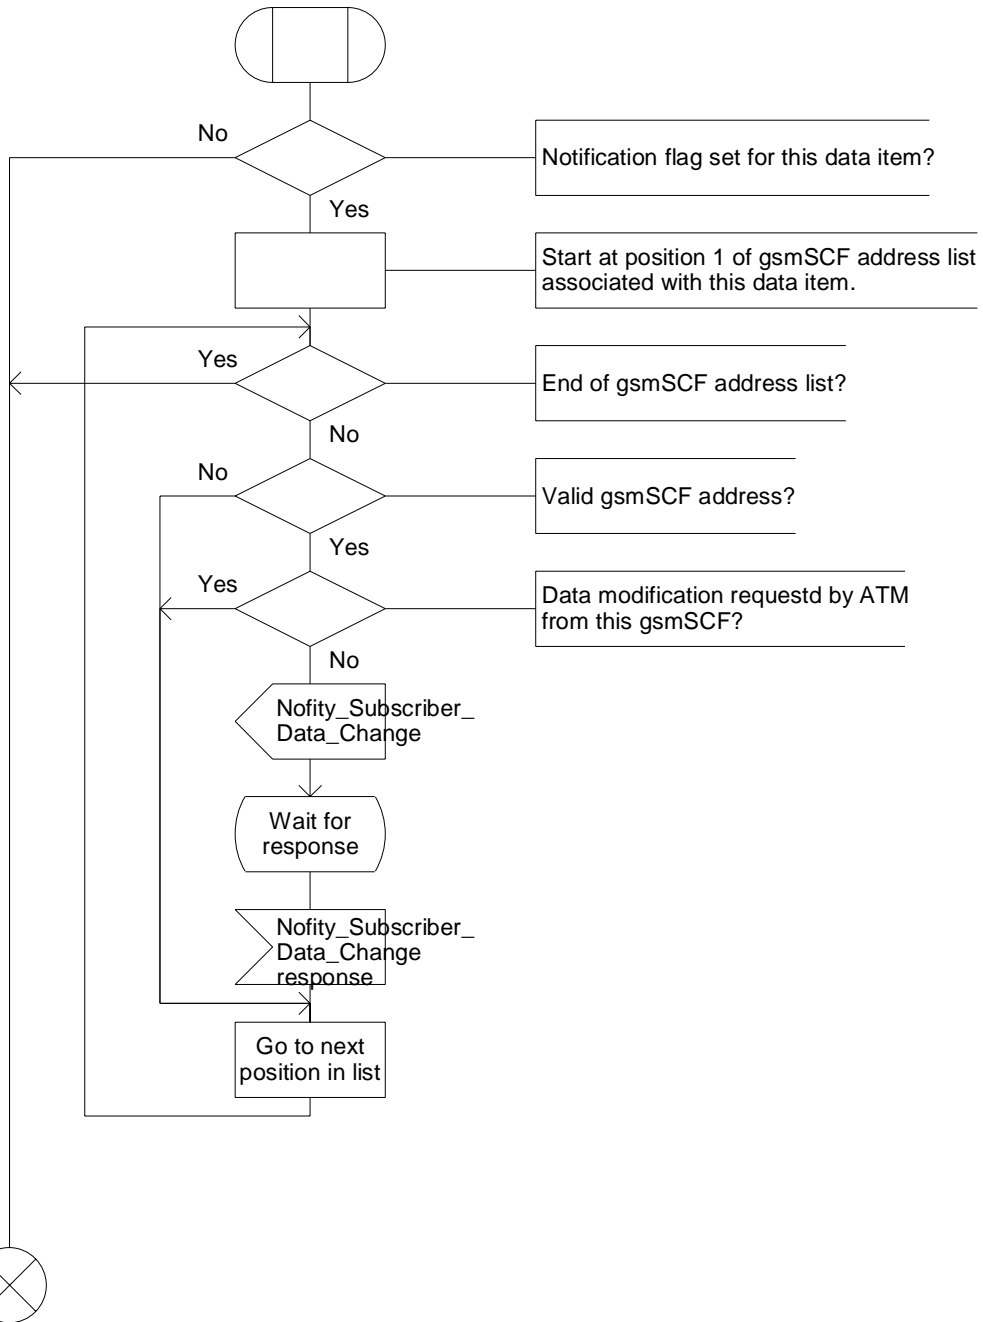 No
Notification flag set for this data item?
Yes
Start at position 1 of gsmSCF address list
associated with this data item.
Yes
End of gsmSCF address list?
No
No
Valid gsmSCF address?
Yes
Yes
Data modification requestd by ATM
from this gsmSCF?
No
Nofity_Subscriber_
Data_Change
Wait for
response
Nofity_Subscriber_
Data_Change
response
Go to next
position in list